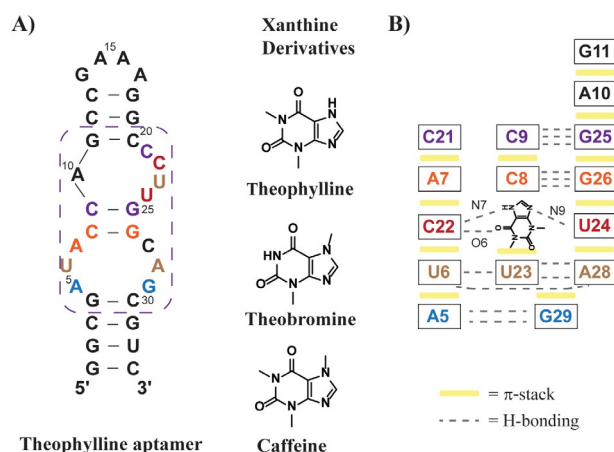 A)
15
A A
G A
C – G
C – G
G – C
20
C
C
10
A
U
U
C – G
25
A C – G C
U A
5
A G
G – C
30
C – G
G – U
G – C
5' 3'
Theophylline aptamer
Xanthine
Derivatives
O
H
N
N
O N N
Theophylline
O
HN
N
O N N
Theobromine
O
N
N
O N N
Caffeine
B)
G11
A10
C21 C9 G25
A7 C8 G26
N7 N9
C22 U24
O6
U6 U23 A28
A5 G29
= π-stack
= H-bonding